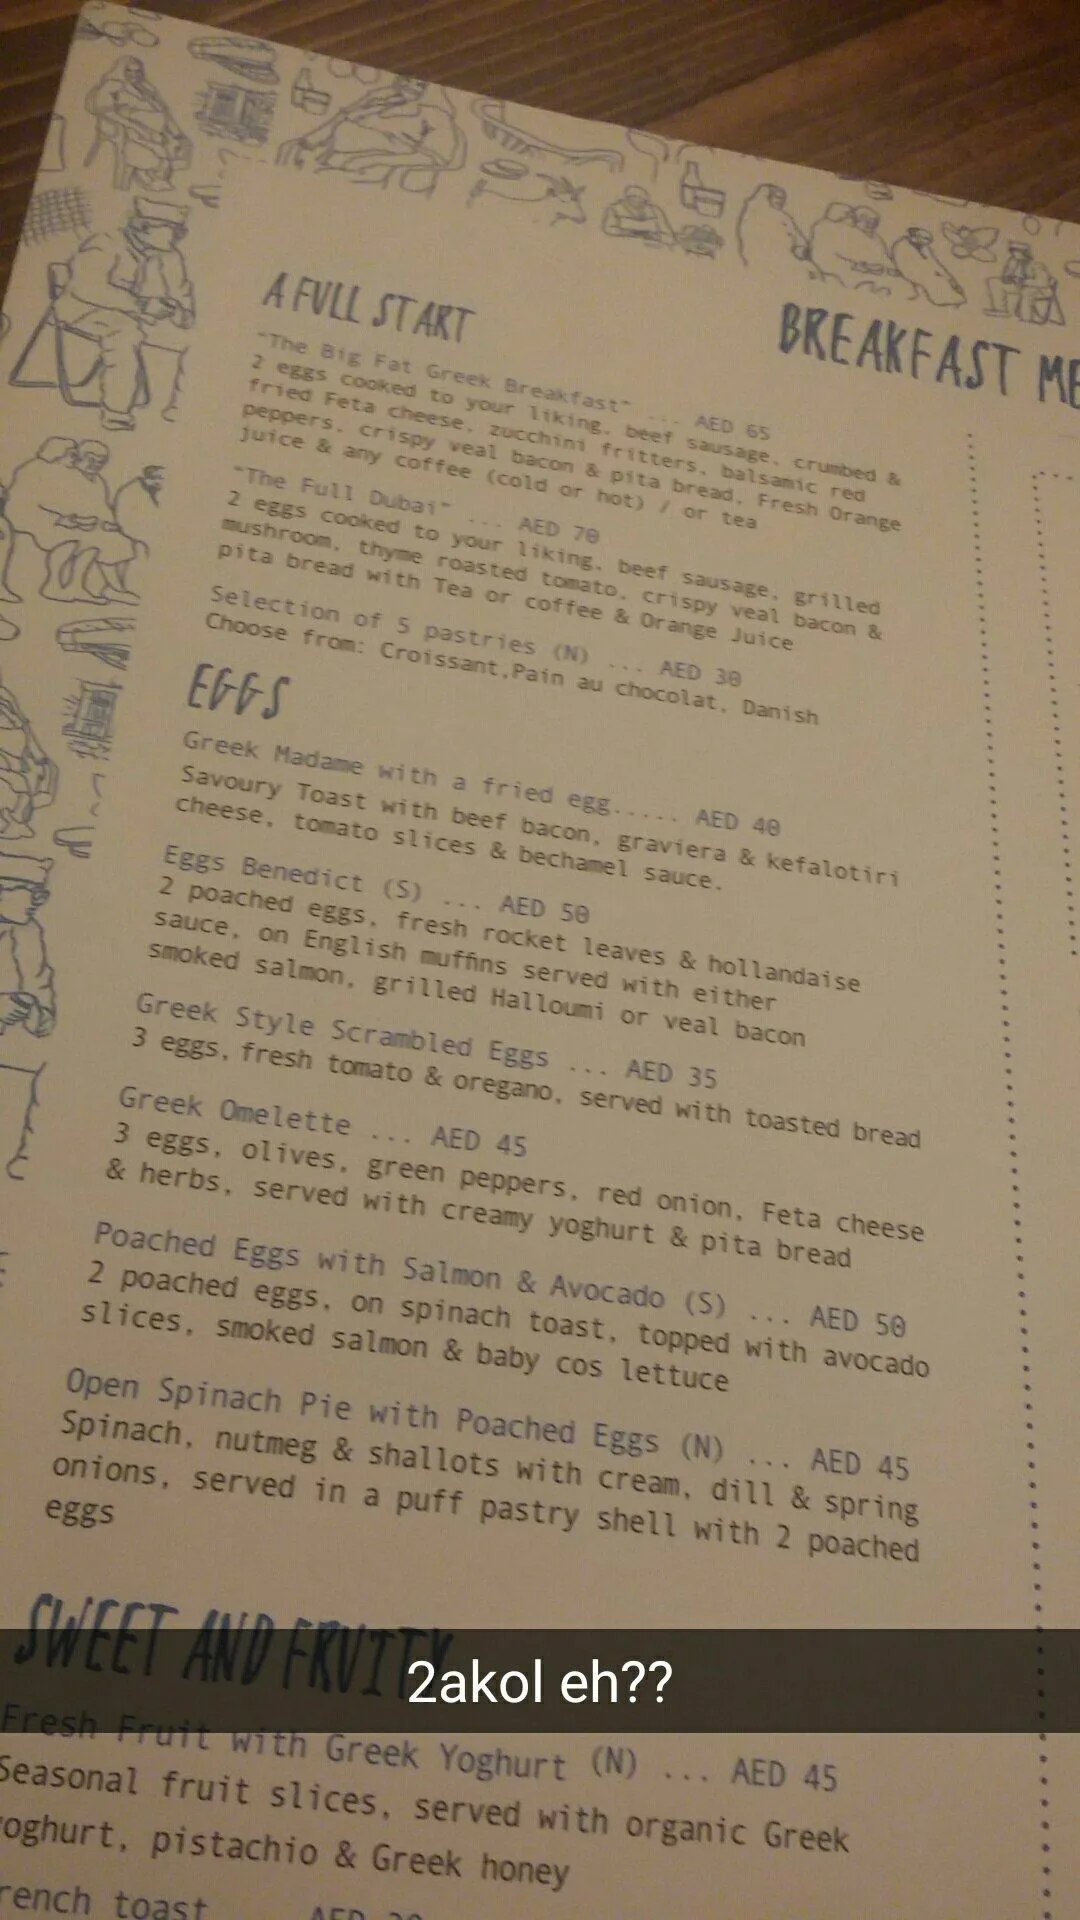 A FULL START
BREAKFAST ME
"The Big Fat Greek Breakfast" ... AED 65
2 eggs cooked to your liking, beef sausage, crumbed &
fried Feta cheese, zucchini fritters, balsamic red
peppers, crispy veal bacon & pita bread, Fresh Orange
juice & any coffee (cold or hot) / or tea
"The Full Dubai" ... AED 70
2 eggs cooked to your liking, beef sausage, grilled
mushroom, thyme roasted tomato, crispy veal bacon &
pita bread with Tea or coffee & Orange Juice
Selection of 5 pastries (N) ... AED 30
Choose from: Croissant,Pain au chocolat, Danish
EGGS
Greek Madame with a fried egg..... AED 40
Savoury Toast with beef bacon, graviera & kefalotiri
cheese, tomato slices & bechamel sauce.
Eggs Benedict (S) ... AED 50
2 poached eggs, fresh rocket leaves & hollandaise
sauce, on English muffins served with either
smoked salmon, grilled Halloumi or veal bacon
Greek Style Scrambled Eggs ... AED 35
3 eggs, fresh tomato & oregano, served with toasted bread
Greek Omelette ... AED 45
3 eggs, olives, green peppers, red onion, Feta cheese
& herbs, served with creamy yoghurt & pita bread
Poached Eggs with Salmon & Avocado (S) ... AED 50
2 poached eggs, on spinach toast, topped with avocado
slices, smoked salmon & baby cos lettuce
Open Spinach Pie with Poached Eggs (N) ... AED 45
Spinach, nutmeg & shallots with cream, dill & spring
onions, served in a puff pastry shell with 2 poached
eggs
SWEET AND FRUITY
2akol eh??
Fresh Fruit with Greek Yoghurt (N) ... AED 45
Seasonal fruit slices, served with organic Greek
yoghurt, pistachio & Greek honey
rench toast AED